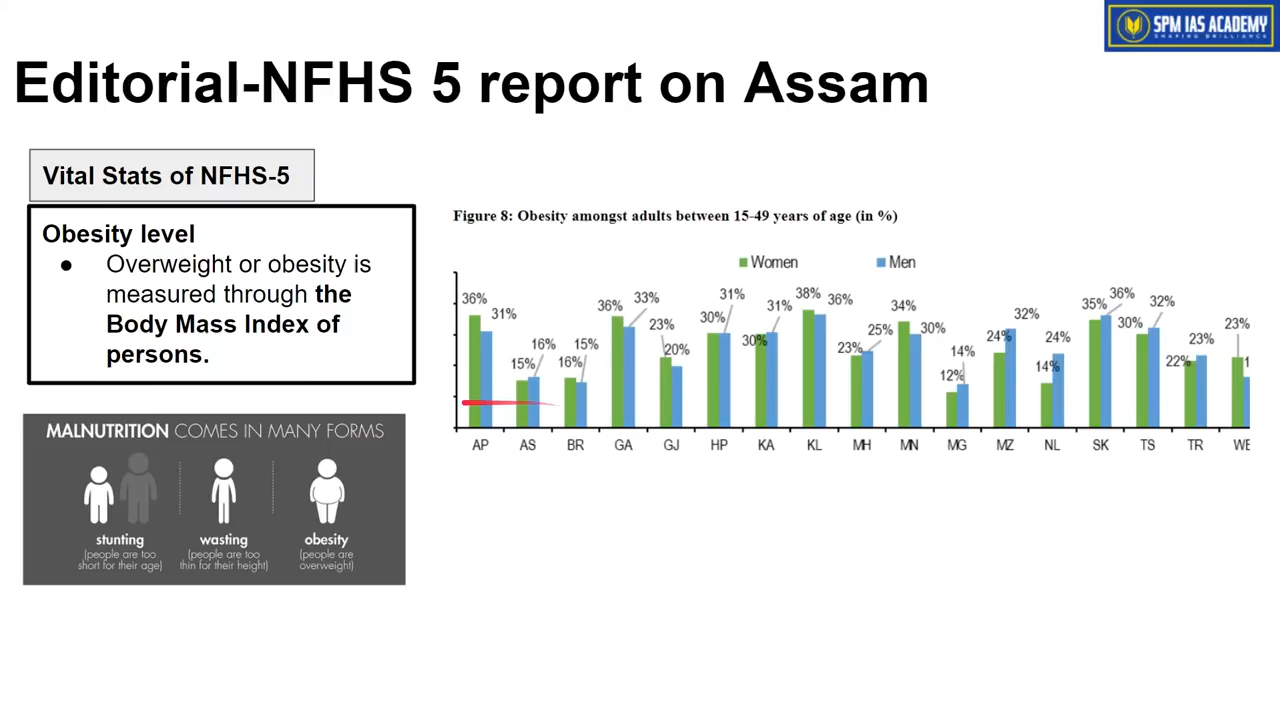 SPM IAS ACADEMY
SHAPING BRILLIANCE
Editorial-NFHS 5 report on Assam
Vital Stats of NFHS-5
Obesity level
● Overweight or obesity is
measured through the
Body Mass Index of
persons.
MALNUTRITION COMES IN MANY FORMS
stunting
(people are too
short for their age)
wasting
(people are too
thin for their height)
obesity
(people are
overweight)
Figure 8: Obesity amongst adults between 15-49 years of age (in %)
Women Men
36% 31% 15% 16% 16% 15% 36% 33% 23% 20% 30% 31% 30% 31% 38% 36% 23% 25% 34% 30% 12% 14% 24% 32% 14% 24% 35% 36% 30% 32% 22% 23% 23% 1
AP AS BR GA GJ HP KA KL MH MN MG MZ NL SK TS TR WE